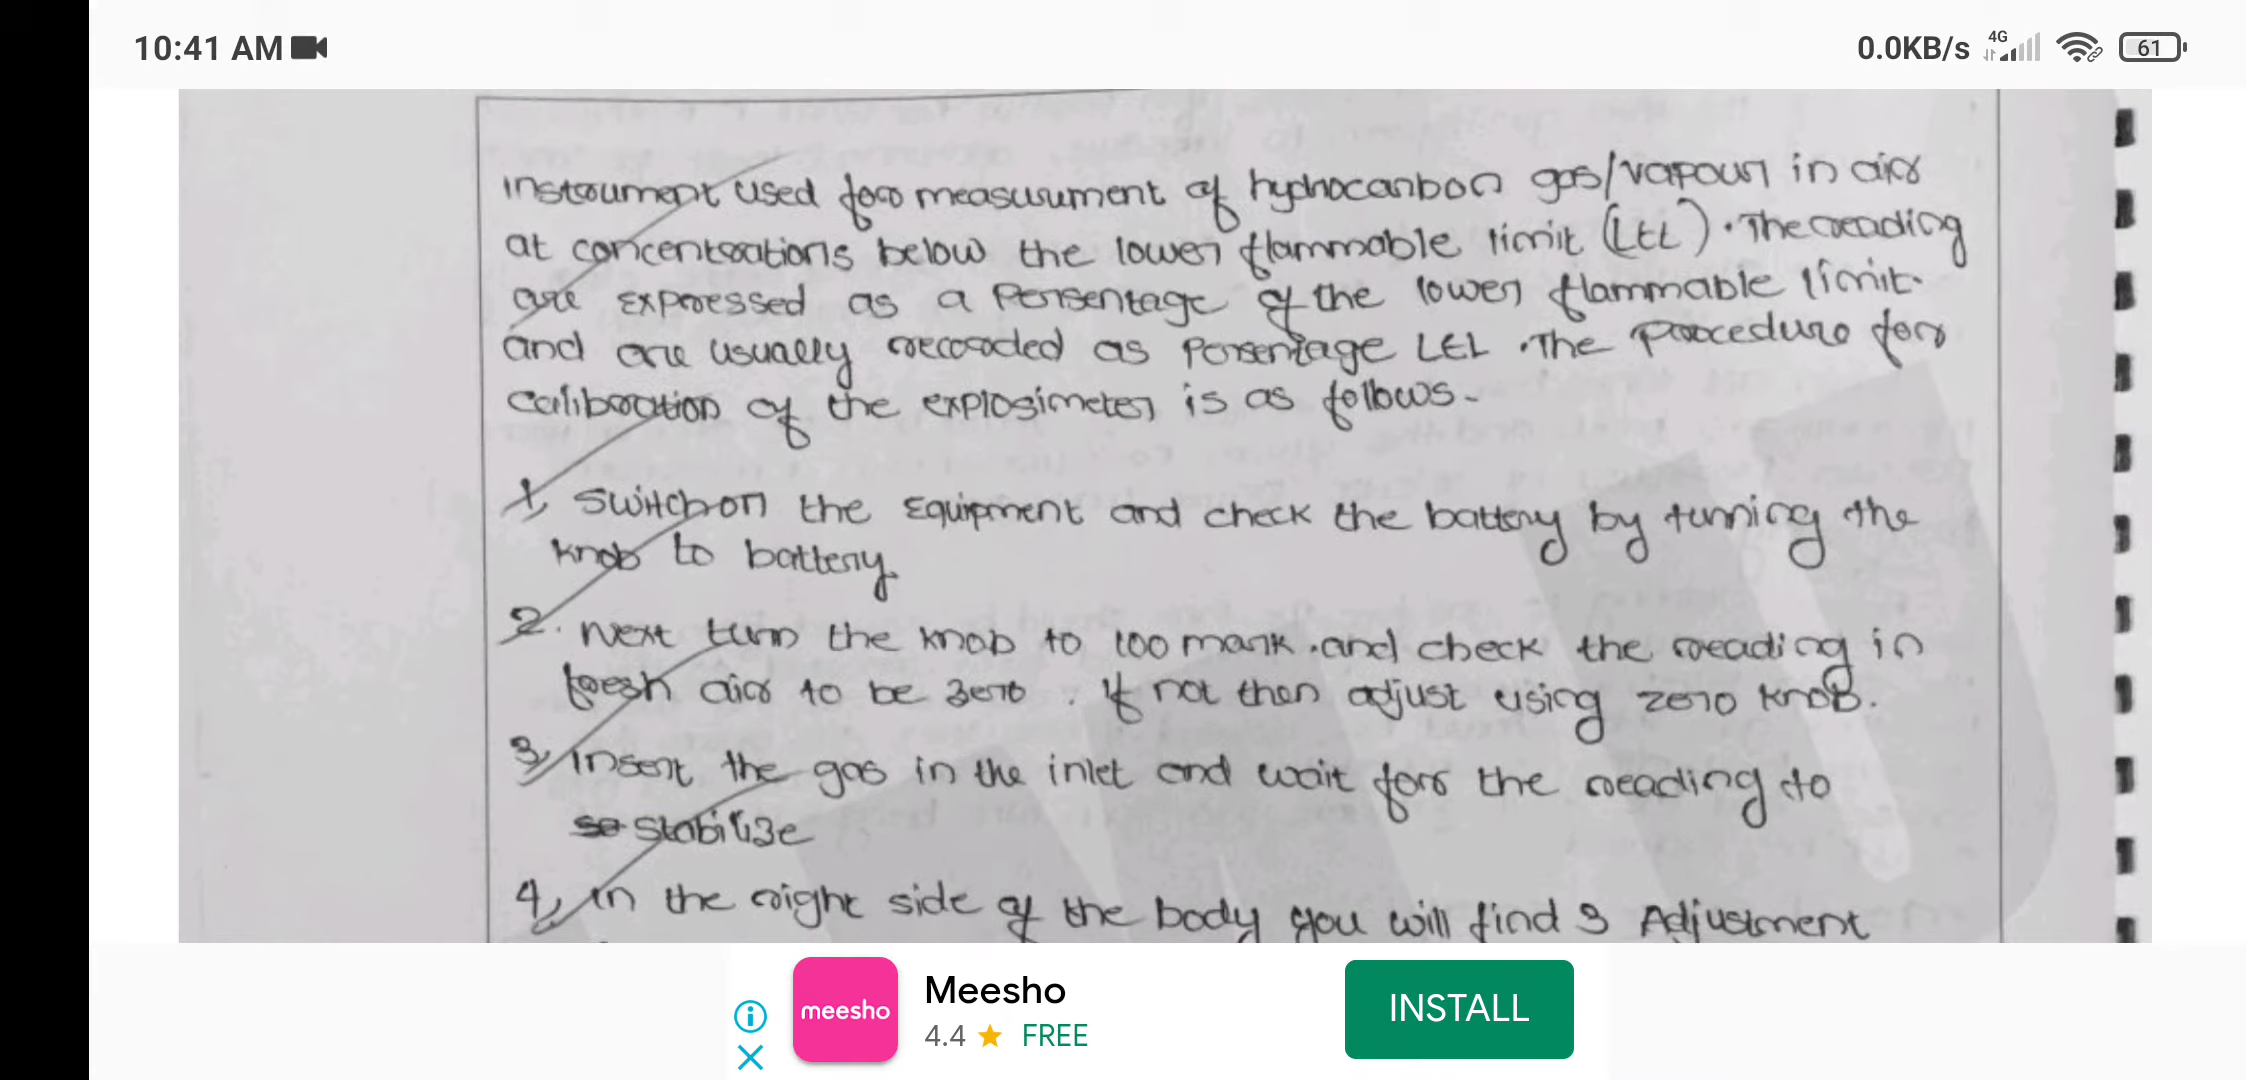 10:41 AM
0.0KB/s 4G 61
instrument used for measurument of hydrocarbon gas/vapour in air
at concentrations below the lower flammable limit (LEL). The reading
are expressed as a Persentage of the lower flammable limit.
and are usually recorded as persentage LEL. The procedure for
calibration of the explosimeter is as follows-
1, Switch on the Equipment and check the battery by turning the
knob to battery.
2. Next turn the knob to 100 mark. and check the reading in
fresh air to be zero. if not then adjust using zero knob.
3, insert the gas in the inlet and wait for the reading to
so stabilize
4, in the right side of the body you will find 3 Adjustment
meesho
Meesho
4.4 ★ FREE
INSTALL